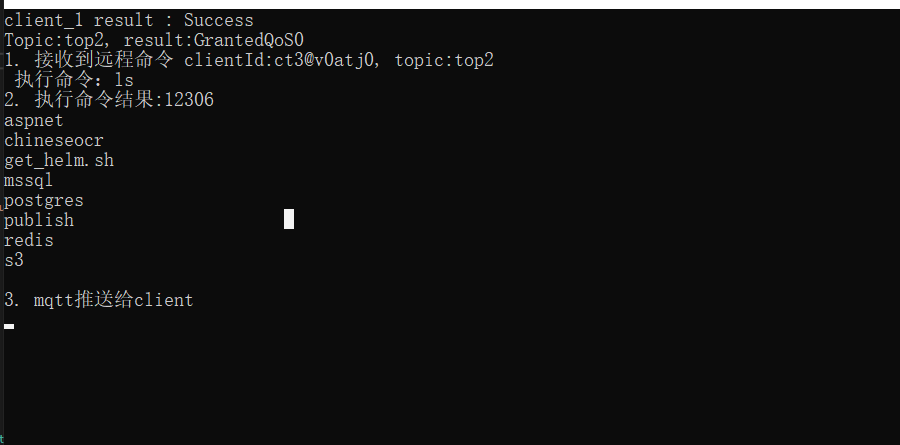 client_1 result : Success
Topic:top2, result:GrantedQoS0
1. 接收到远程命令 clientId:ct3@v0atj0, topic:top2
执行命令：ls
2. 执行命令结果:12306
aspnet
chineseocr
get_helm.sh
mssql
postgres
publish
redis
s3
3. mqtt推送给client